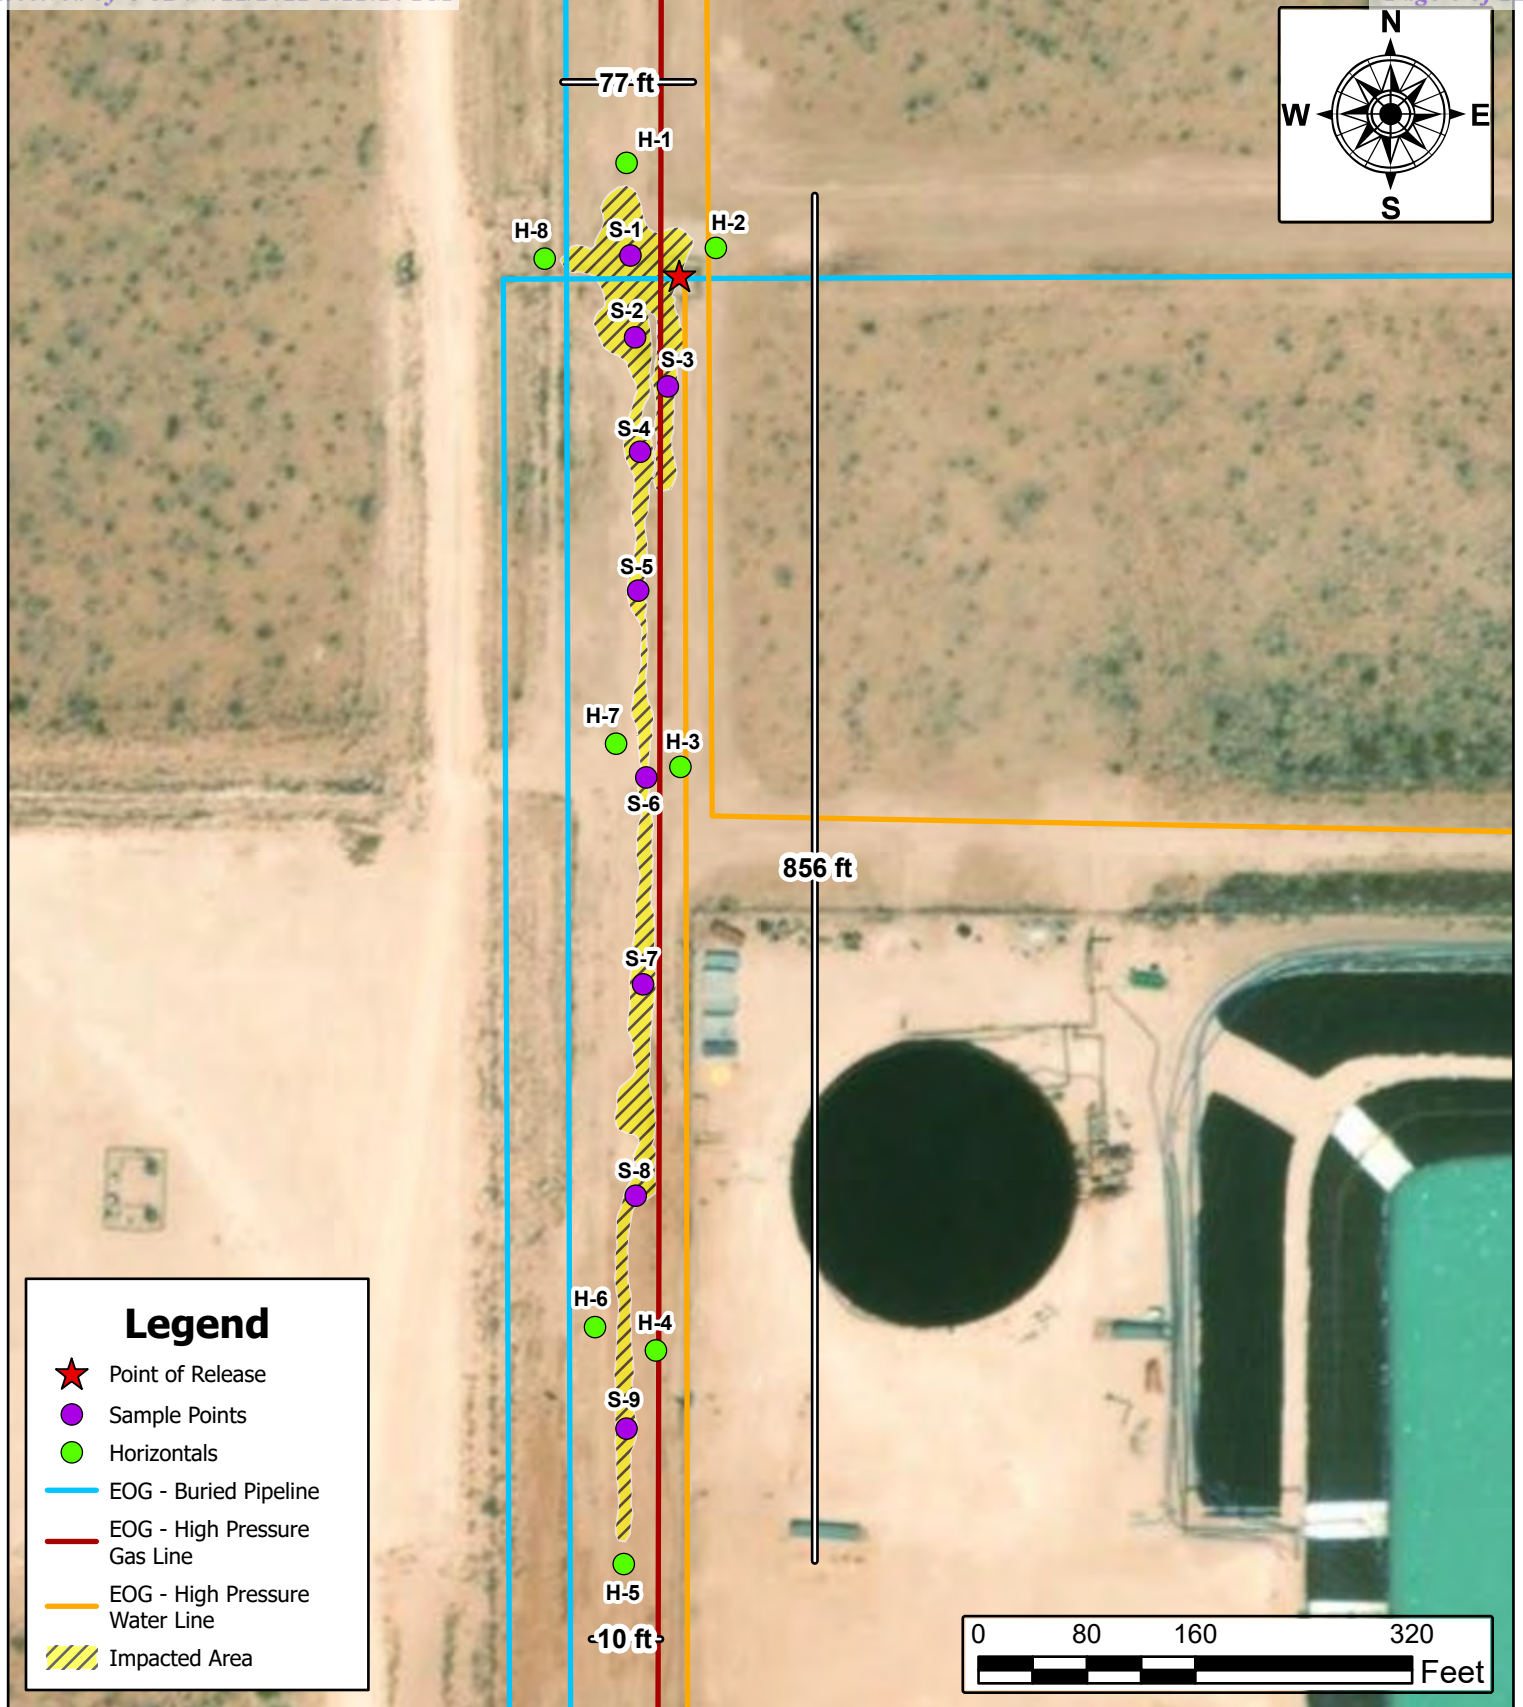 N
W E
S
77 ft
H-1
H-2
S-1
H-8
S-2
S-3
S-4
S-5
H-7
H-3
S-6
856 ft
S-7
S-8
H-6
H-4
S-9
H-5
10 ft
Legend
Point of Release
Sample Points
Horizontals
EOG - Buried Pipeline
EOG - High Pressure
Gas Line
EOG - High Pressure
Water Line
Impacted Area
0 80 160 320
Feet